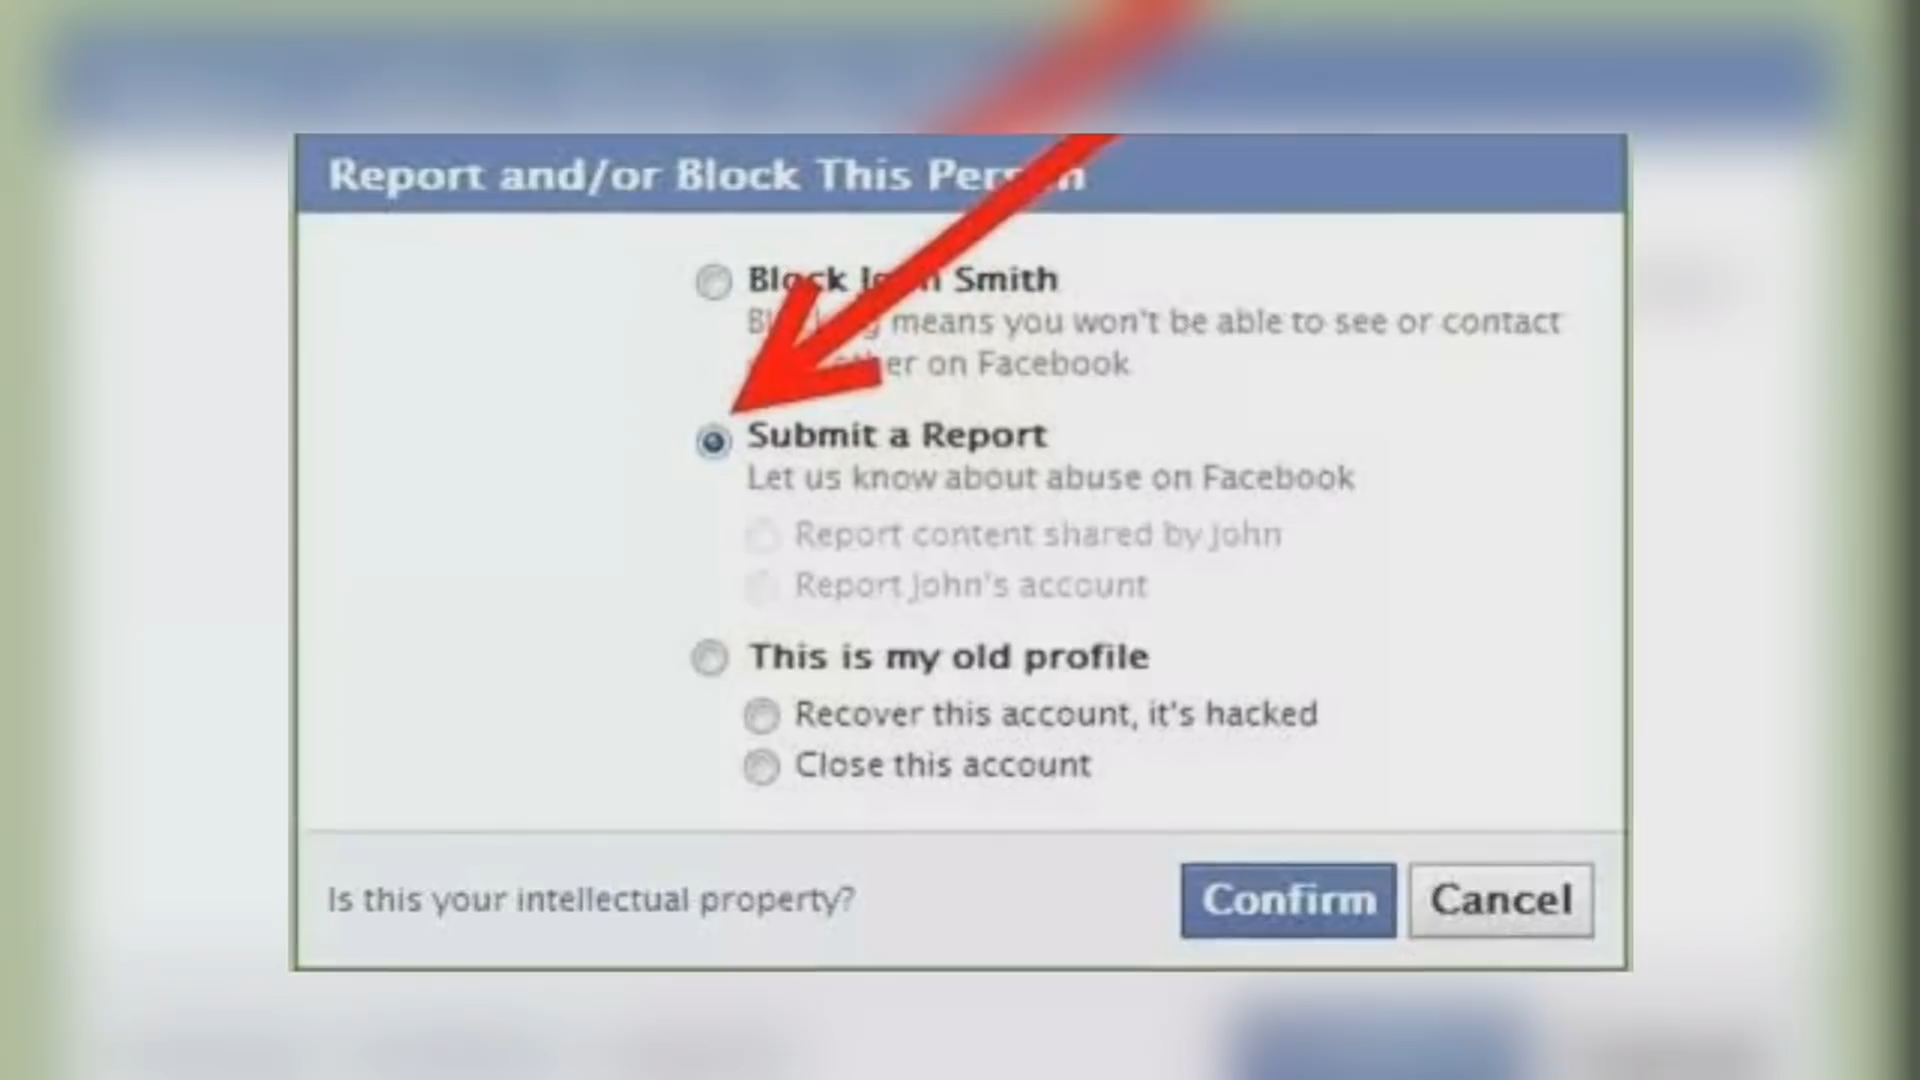 Report and/or Block This
Block Smith
means you won't be able to see or contact
on Facebook
Submit a Report
Let us know about abuse on Facebook
Report content shared by John
Report John's account
This is my old profile
Recover this account, it's hacked
Close this account
Is this your intellectual property?
Confirm
Cancel